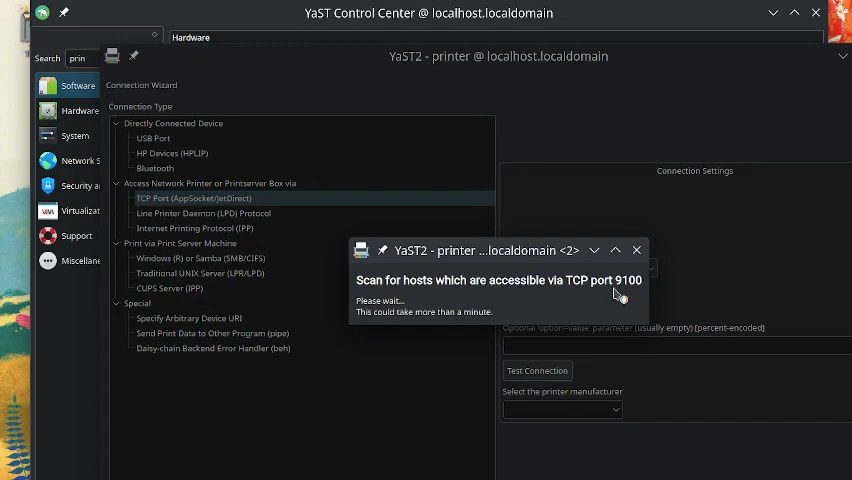 YaST Control Center @ localhost.localdomain
Hardware
YaST2 - printer @ localhost.localdomain
Search prin
Software
Hardware
System
Network S
Security a
Virtualizat
Support
Miscellane
Connection Wizard
Connection Type
Directly Connected Device
USB Port
HP Devices (HPLIP)
Bluetooth
Access Network Printer or Printserver Box via
TCP Port (AppSocket/JetDirect)
Line Printer Daemon (LPD) Protocol
Internet Printing Protocol (IPP)
Print via Print Server Machine
Windows (R) or Samba (SMB/CIFS)
Traditional UNIX Server (LPR/LPD)
CUPS Server (IPP)
Special
Specify Arbitrary Device URI
Send Print Data to Other Program (pipe)
Daisy-chain Backend Error Handler (beh)
Connection Settings
YaST2 - printer ...localdomain <2>
Scan for hosts which are accessible via TCP port 9100
Please wait...
This could take more than a minute.
Optional 'option=value' parameter (usually empty) [percent-encoded]
Test Connection
Select the printer manufacturer